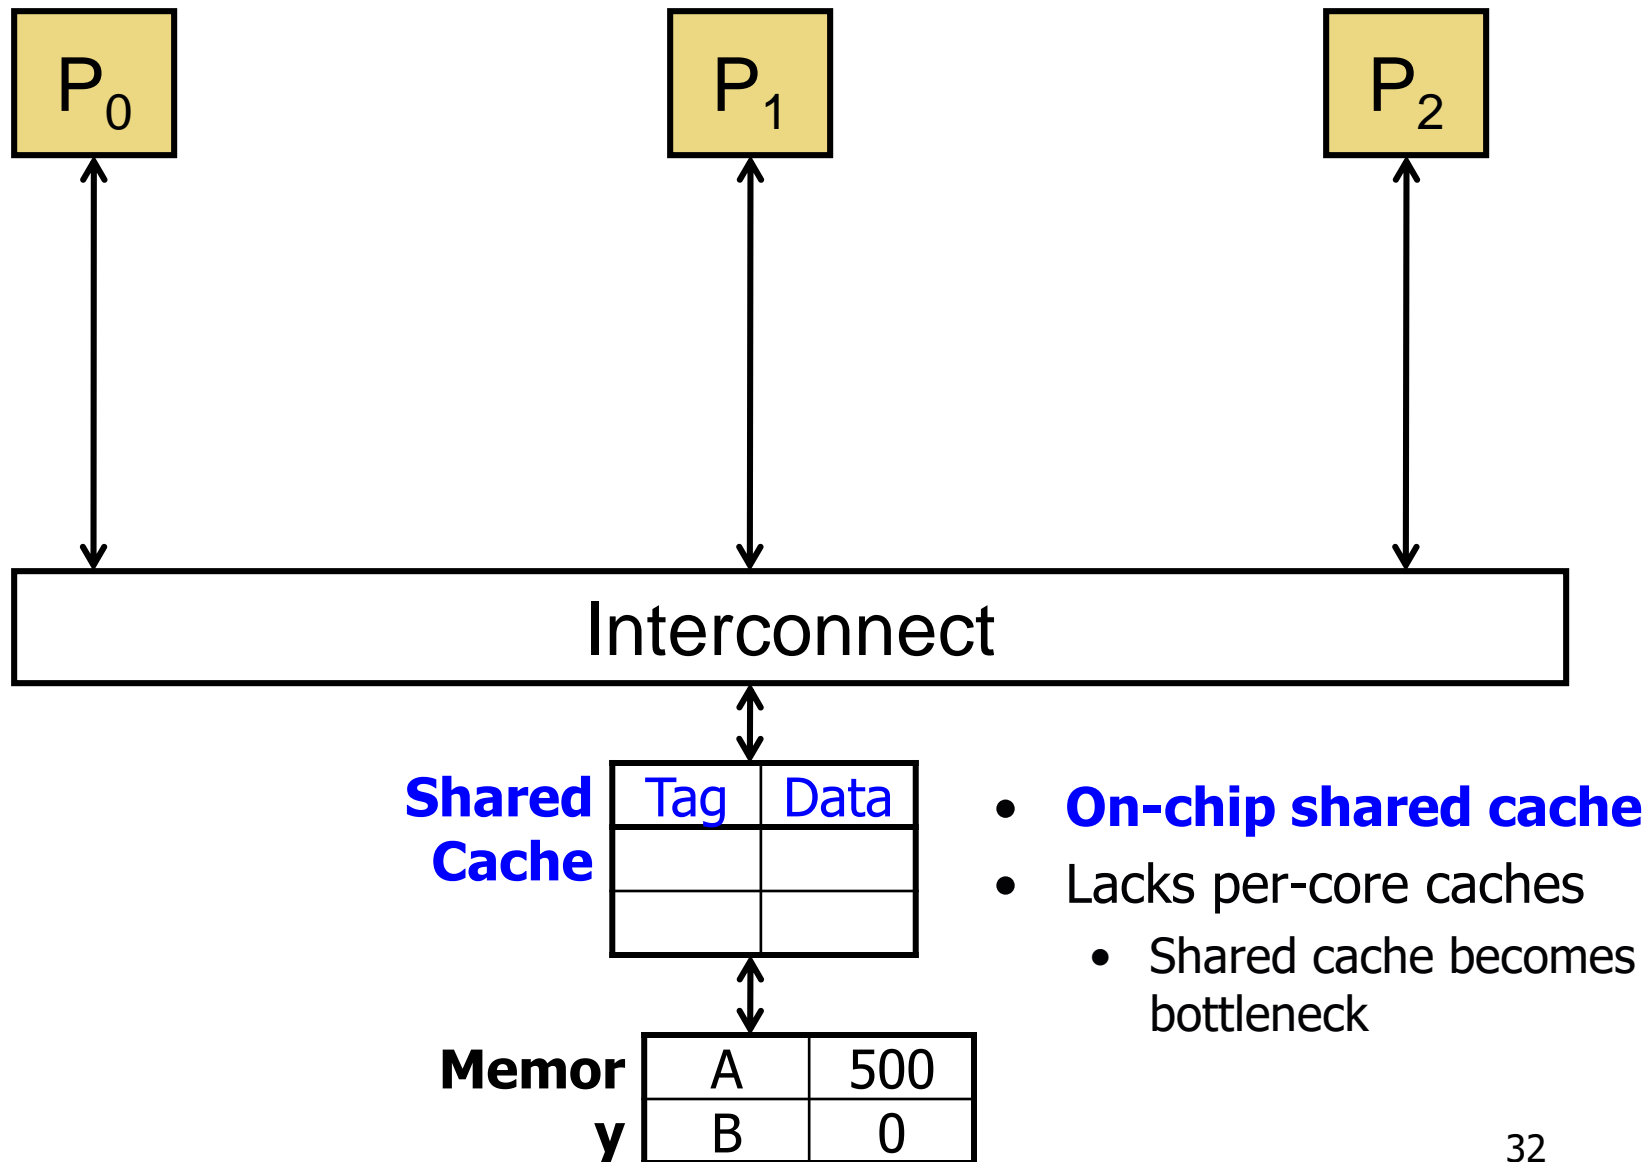 P0 P1 P2
Interconnect
Shared
Cache
Tag Data
• On-chip shared cache
• Lacks per-core caches
• Shared cache becomes
bottleneck
Memor
y
A 500
B 0
32